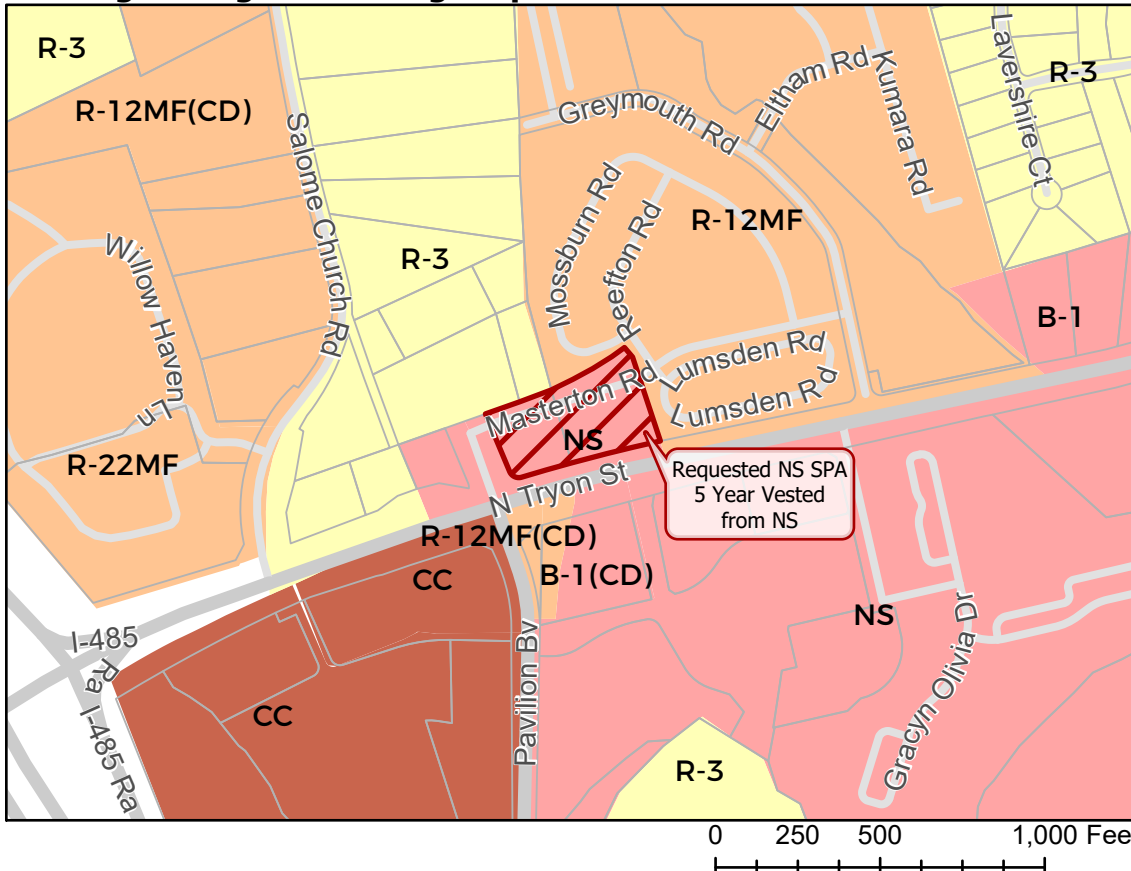 R-3
R-12MF(CD)
Salome Church Rd
Greymouth Rd
Eltham Rd
Kumara Rd
Lavershire Ct
R-3
Willow Haven Ln
R-3
Mossburn Rd
Reefton Rd
R-12MF
B-1
Lumsden Rd
Lumsden Rd
Masterton Rd
NS
R-22MF
N Tryon St
Requested NS SPA
5 Year Vested
from NS
R-12MF(CD)
CC
B-1(CD)
NS
I-485
Ra
I-485 Ra
CC
Pavilion Bv
Gracyn Olivia Dr
R-3
0 250 500 1,000 Fee